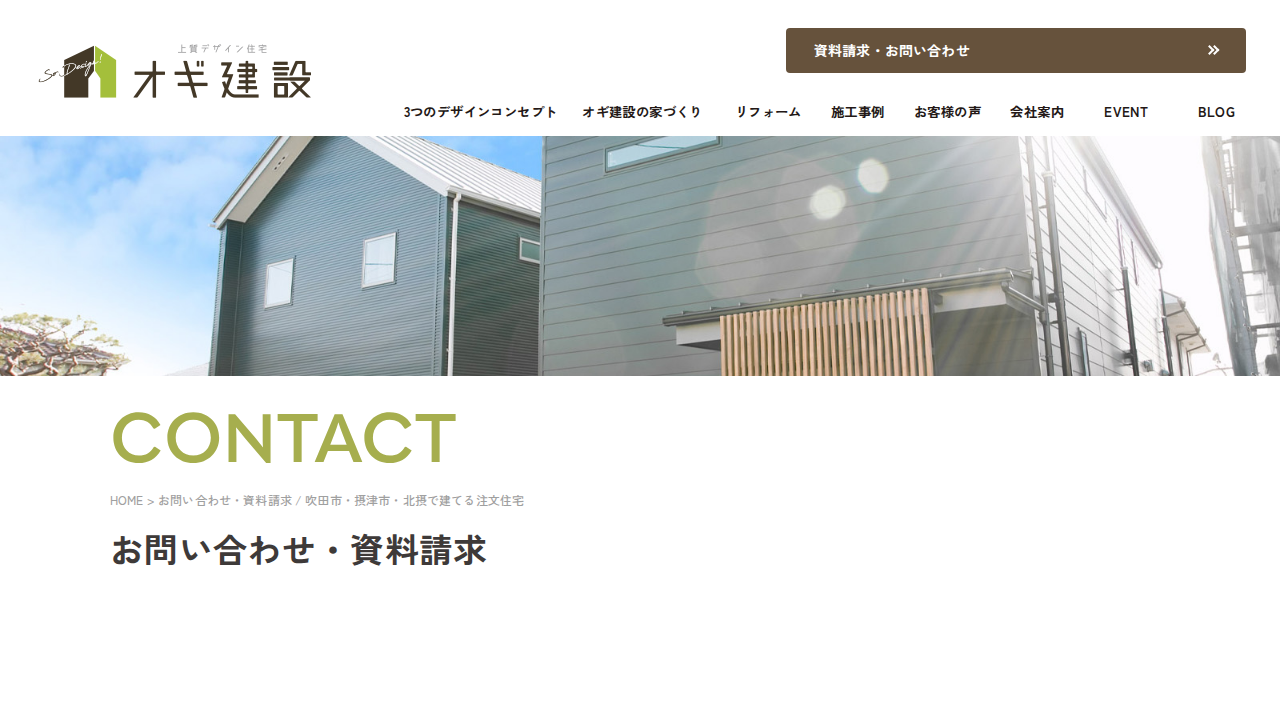 上質デザイン住宅
So, Design!
オギ建設
資料請求・お問い合わせ
3つのデザインコンセプト オギ建設の家づくり リフォーム 施工事例 お客様の声 会社案内 EVENT BLOG
CONTACT
HOME > お問い合わせ・資料請求 / 吹田市・摂津市・北摂で建てる注文住宅
お問い合わせ・資料請求